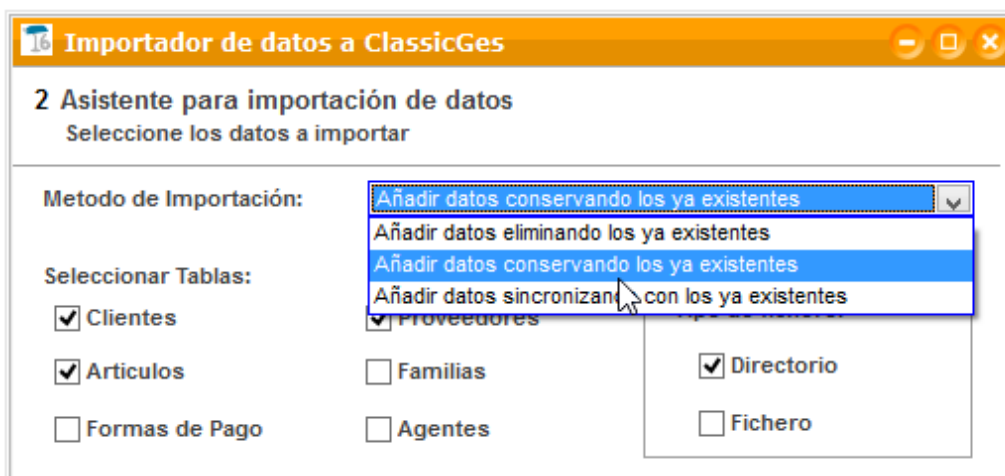 16 Importador de datos a ClassicGes
2 Asistente para importación de datos
Seleccione los datos a importar
Metodo de Importación:
Añadir datos conservando los ya existentes
Añadir datos eliminando los ya existentes
Añadir datos conservando los ya existentes
Añadir datos sincronizando con los ya existentes
Seleccionar Tablas:
Clientes
Proveedores
Articulos
Familias
Directorio
Formas de Pago
Agentes
Fichero